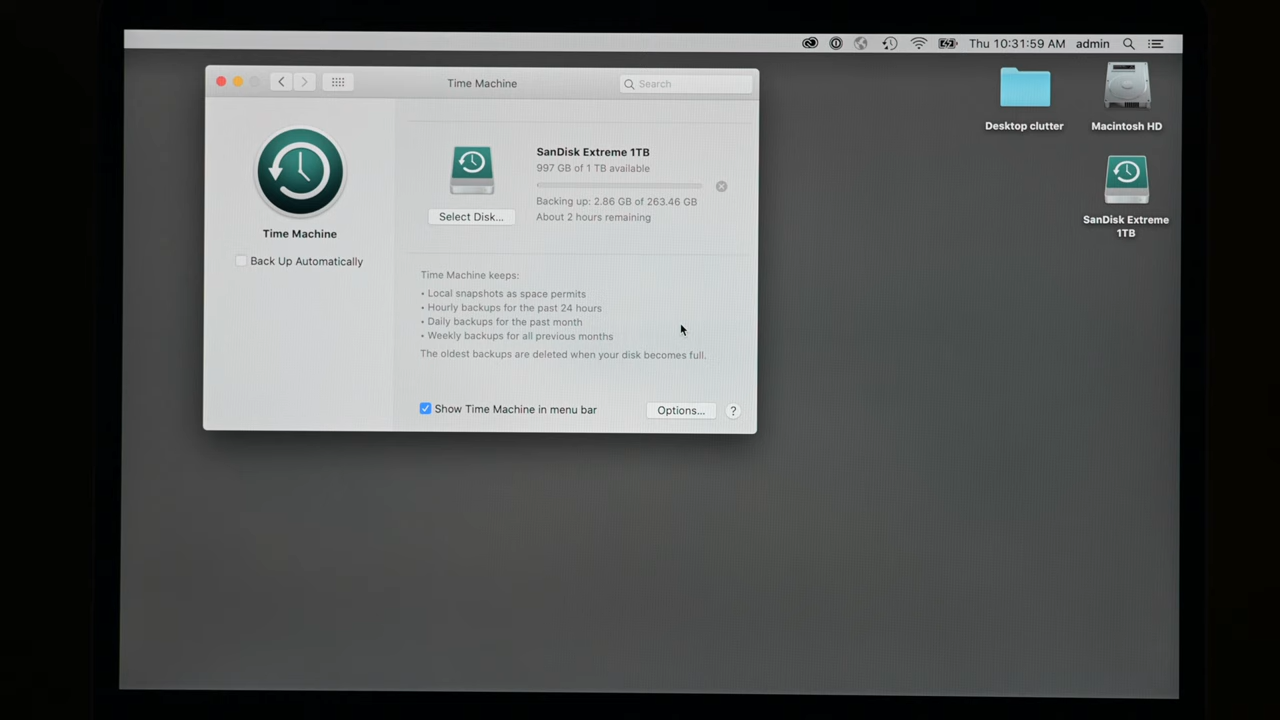 Thu 10:31:59 AM admin
Time Machine
Search
Desktop clutter
Macintosh HD
SanDisk Extreme 1TB
997 GB of 1 TB available
Backing up: 2.86 GB of 263.46 GB
About 2 hours remaining
Select Disk...
SanDisk Extreme
1TB
Time Machine
Back Up Automatically
Time Machine keeps:
• Local snapshots as space permits
• Hourly backups for the past 24 hours
• Daily backups for the past month
• Weekly backups for all previous months
The oldest backups are deleted when your disk becomes full.
Show Time Machine in menu bar
Options...
?